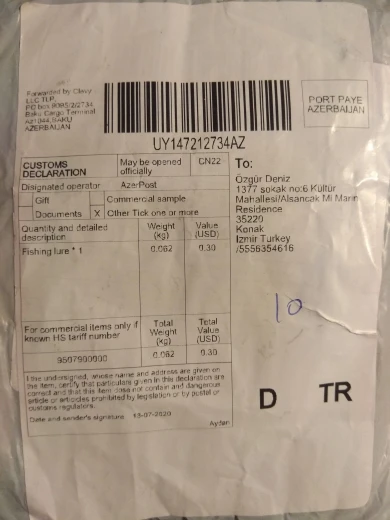 Forwarded by Clevy
LLC TLP,
PC box 8095/2/2734
Baku Cargo Terminal
AZ1044, BAKU
AZERBAIJAN
PORT PAYE
AZERBAIJAN
UY147212734AZ
CUSTOMS DECLARATION May be opened officially CN22
Disignated operator AzerPost
Gift Commercial sample
Documents X Other Tick one or more
Quantity and detailed description Weight (kg) Value (USD)
Fishing lure * 1 0.062 0.30
For commercial items only if known HS tariff number Total Weight (kg) Total Value (USD)
9507900000 0.062 0.30
I the undersigned, whose name and address are given on
the item, certify that particulars given in this declaration are
correct and that this item does not contain any dangerous
article or articles prohibited by legislation or by postal or
customs regulators.
Date and sender's signature 13-07-2020
Aytan
To:
Özgür Deniz
1377 sokak no:6 Kültür
Mahallesi/Alsancak Mi Marin
Residence
35220
Konak
Izmir Turkey
/5556354616
10
D TR